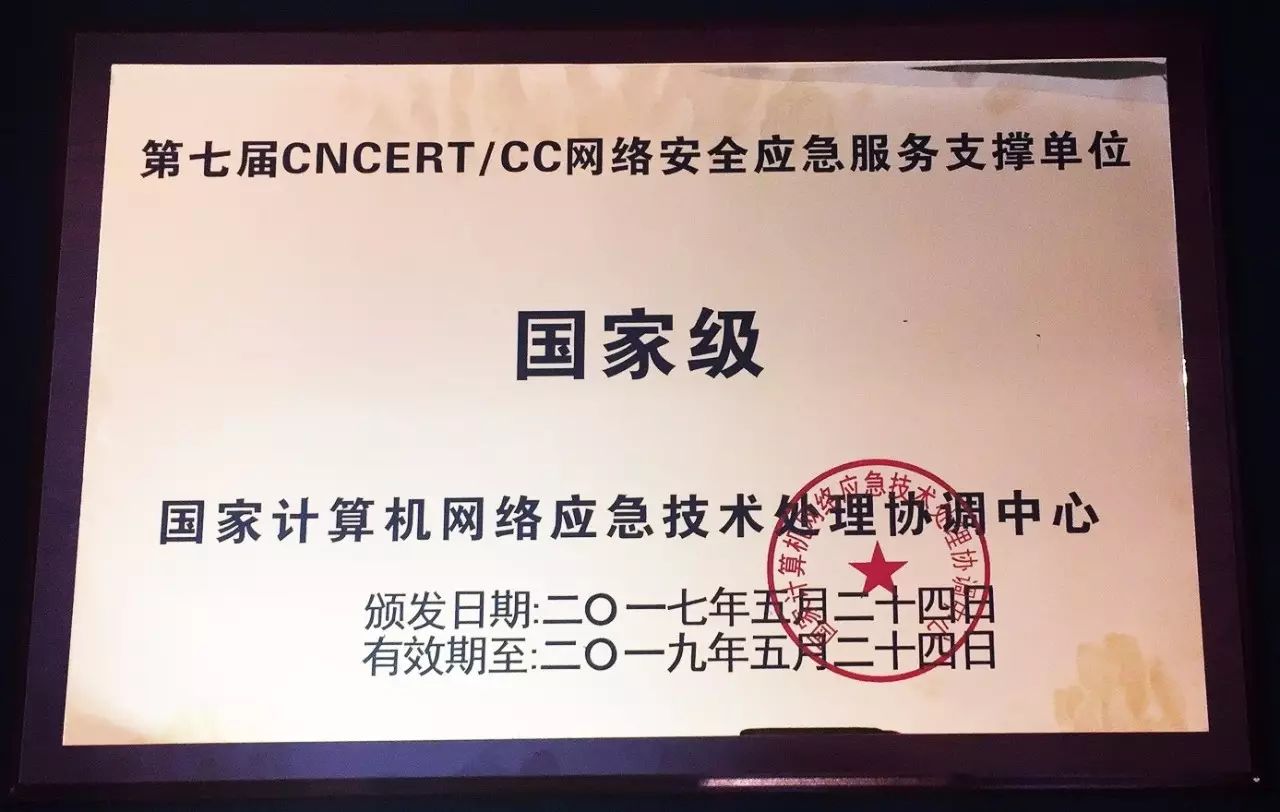 第七届CNCERT/CC网络安全应急服务支撑单位
国家级
国家计算机网络应急技术处理协调中心
国家计算机网络应急技术处理协调中心
颁发日期:二〇一七年五月二十四日
有效期至:二〇一九年五月二十四日